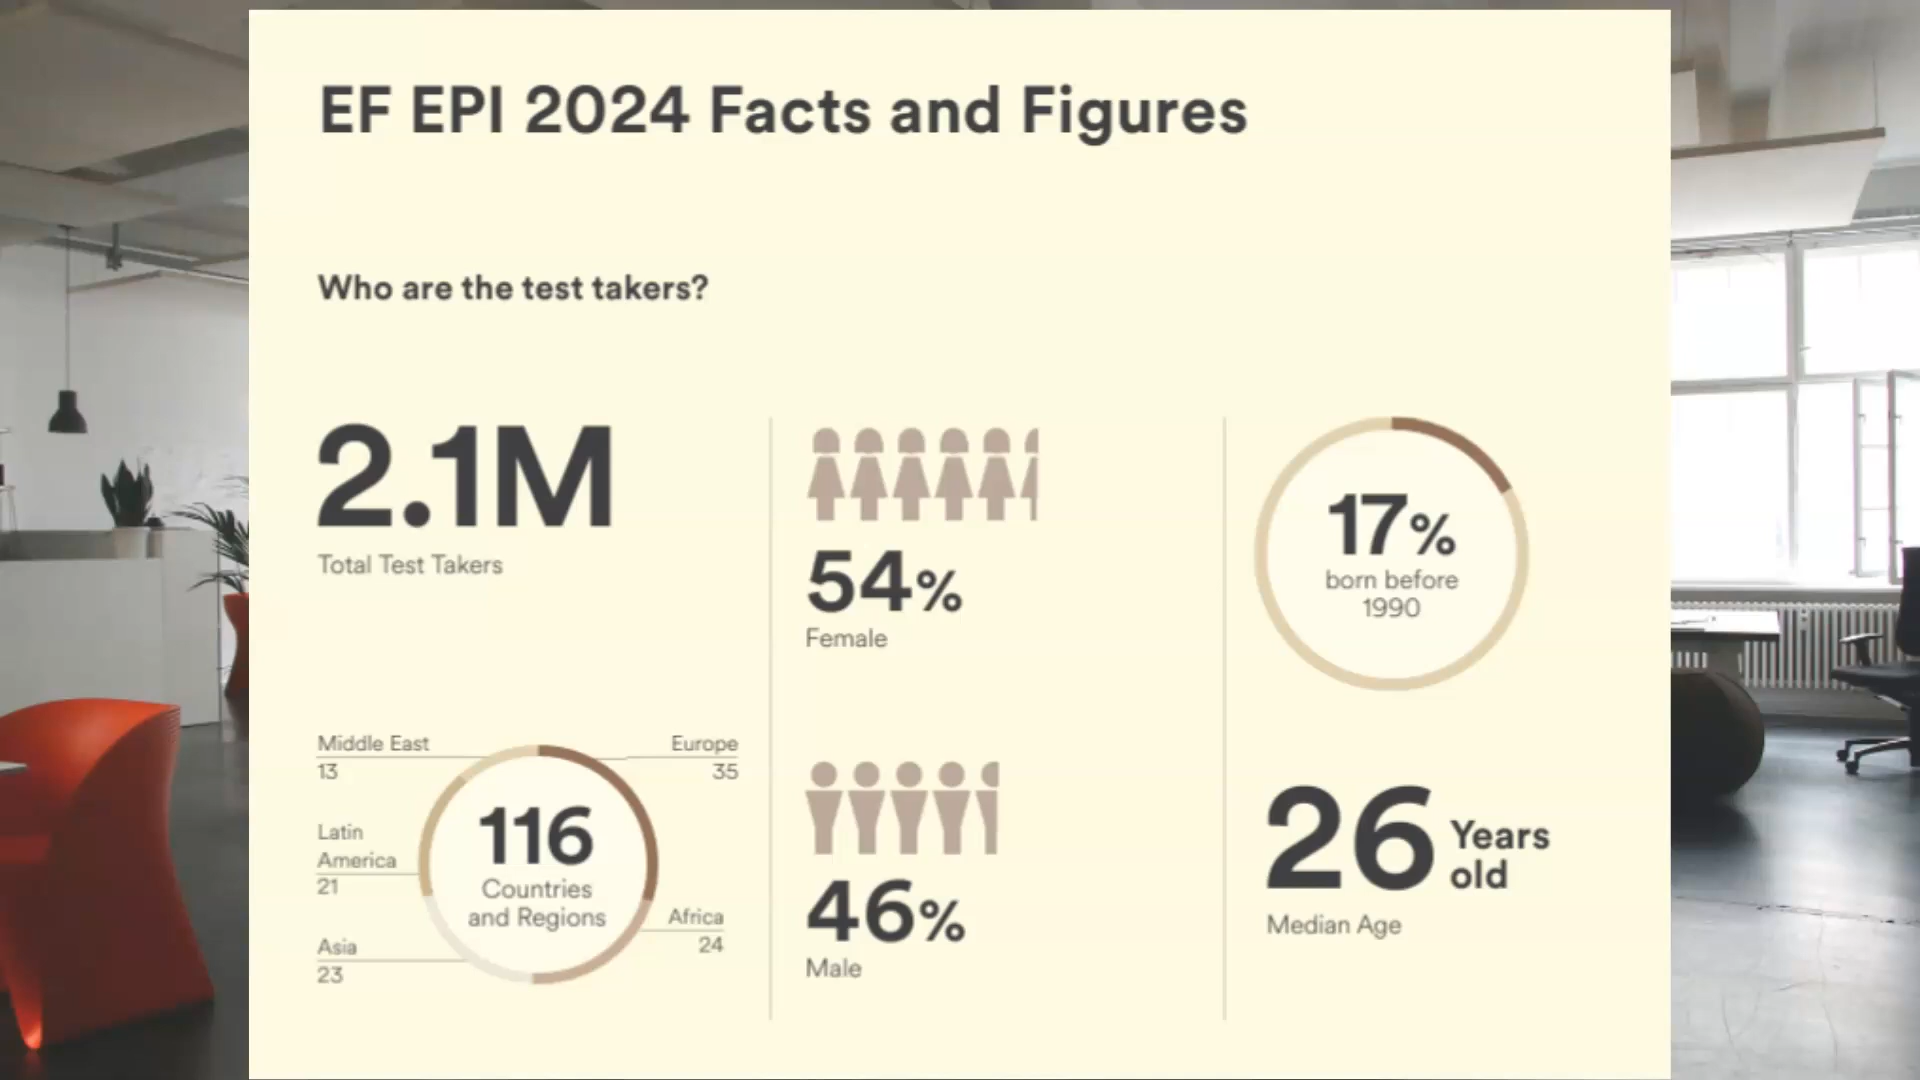 EF EPI 2024 Facts and Figures
Who are the test takers?
2.1M
Total Test Takers
Middle East
13
Europe
35
Latin
America
21
116
Countries
and Regions
Africa
24
Asia
23
54%
Female
46%
Male
17%
born before
1990
26 Years
old
Median Age